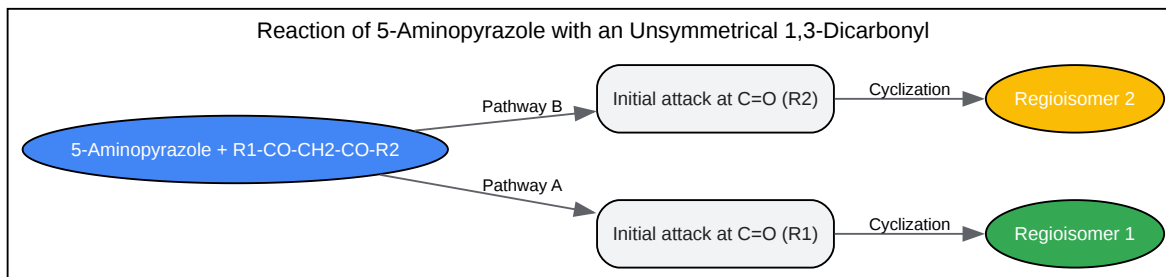 Reaction of 5-Aminopyrazole with an Unsymmetrical 1,3-Dicarbonyl
5-Aminopyrazole + R1-CO-CH2-CO-R2
Pathway B
Initial attack at C=O (R2)
Cyclization
Regioisomer 2
Pathway A
Initial attack at C=O (R1)
Cyclization
Regioisomer 1